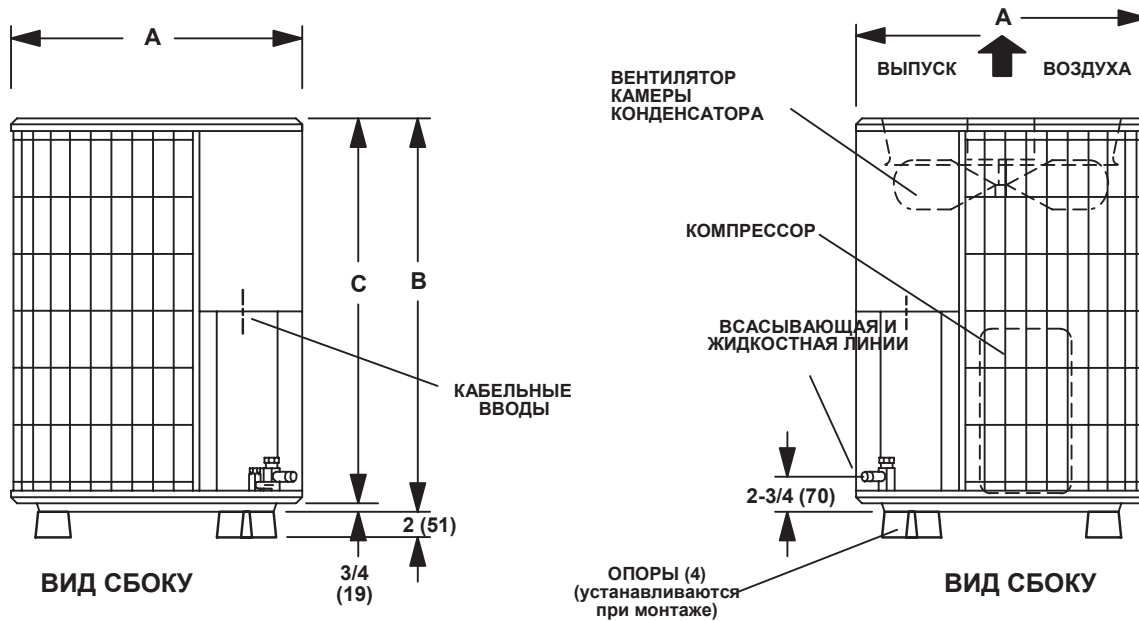 A
C
B
КАБЕЛЬНЫЕ
ВВОДЫ
2 (51)
3/4
(19)
ВИД СБОКУ
A
ВЫПУСК ВОЗДУХА
ВЕНТИЛЯТОР
КАМЕРЫ
КОНДЕНСАТОРА
КОМПРЕССОР
ВСАСЫВАЮЩАЯ И
ЖИДКОСТНАЯ ЛИНИИ
2-3/4 (70)
ОПОРЫ (4)
(устанавливаются
при монтаже)
ВИД СБОКУ